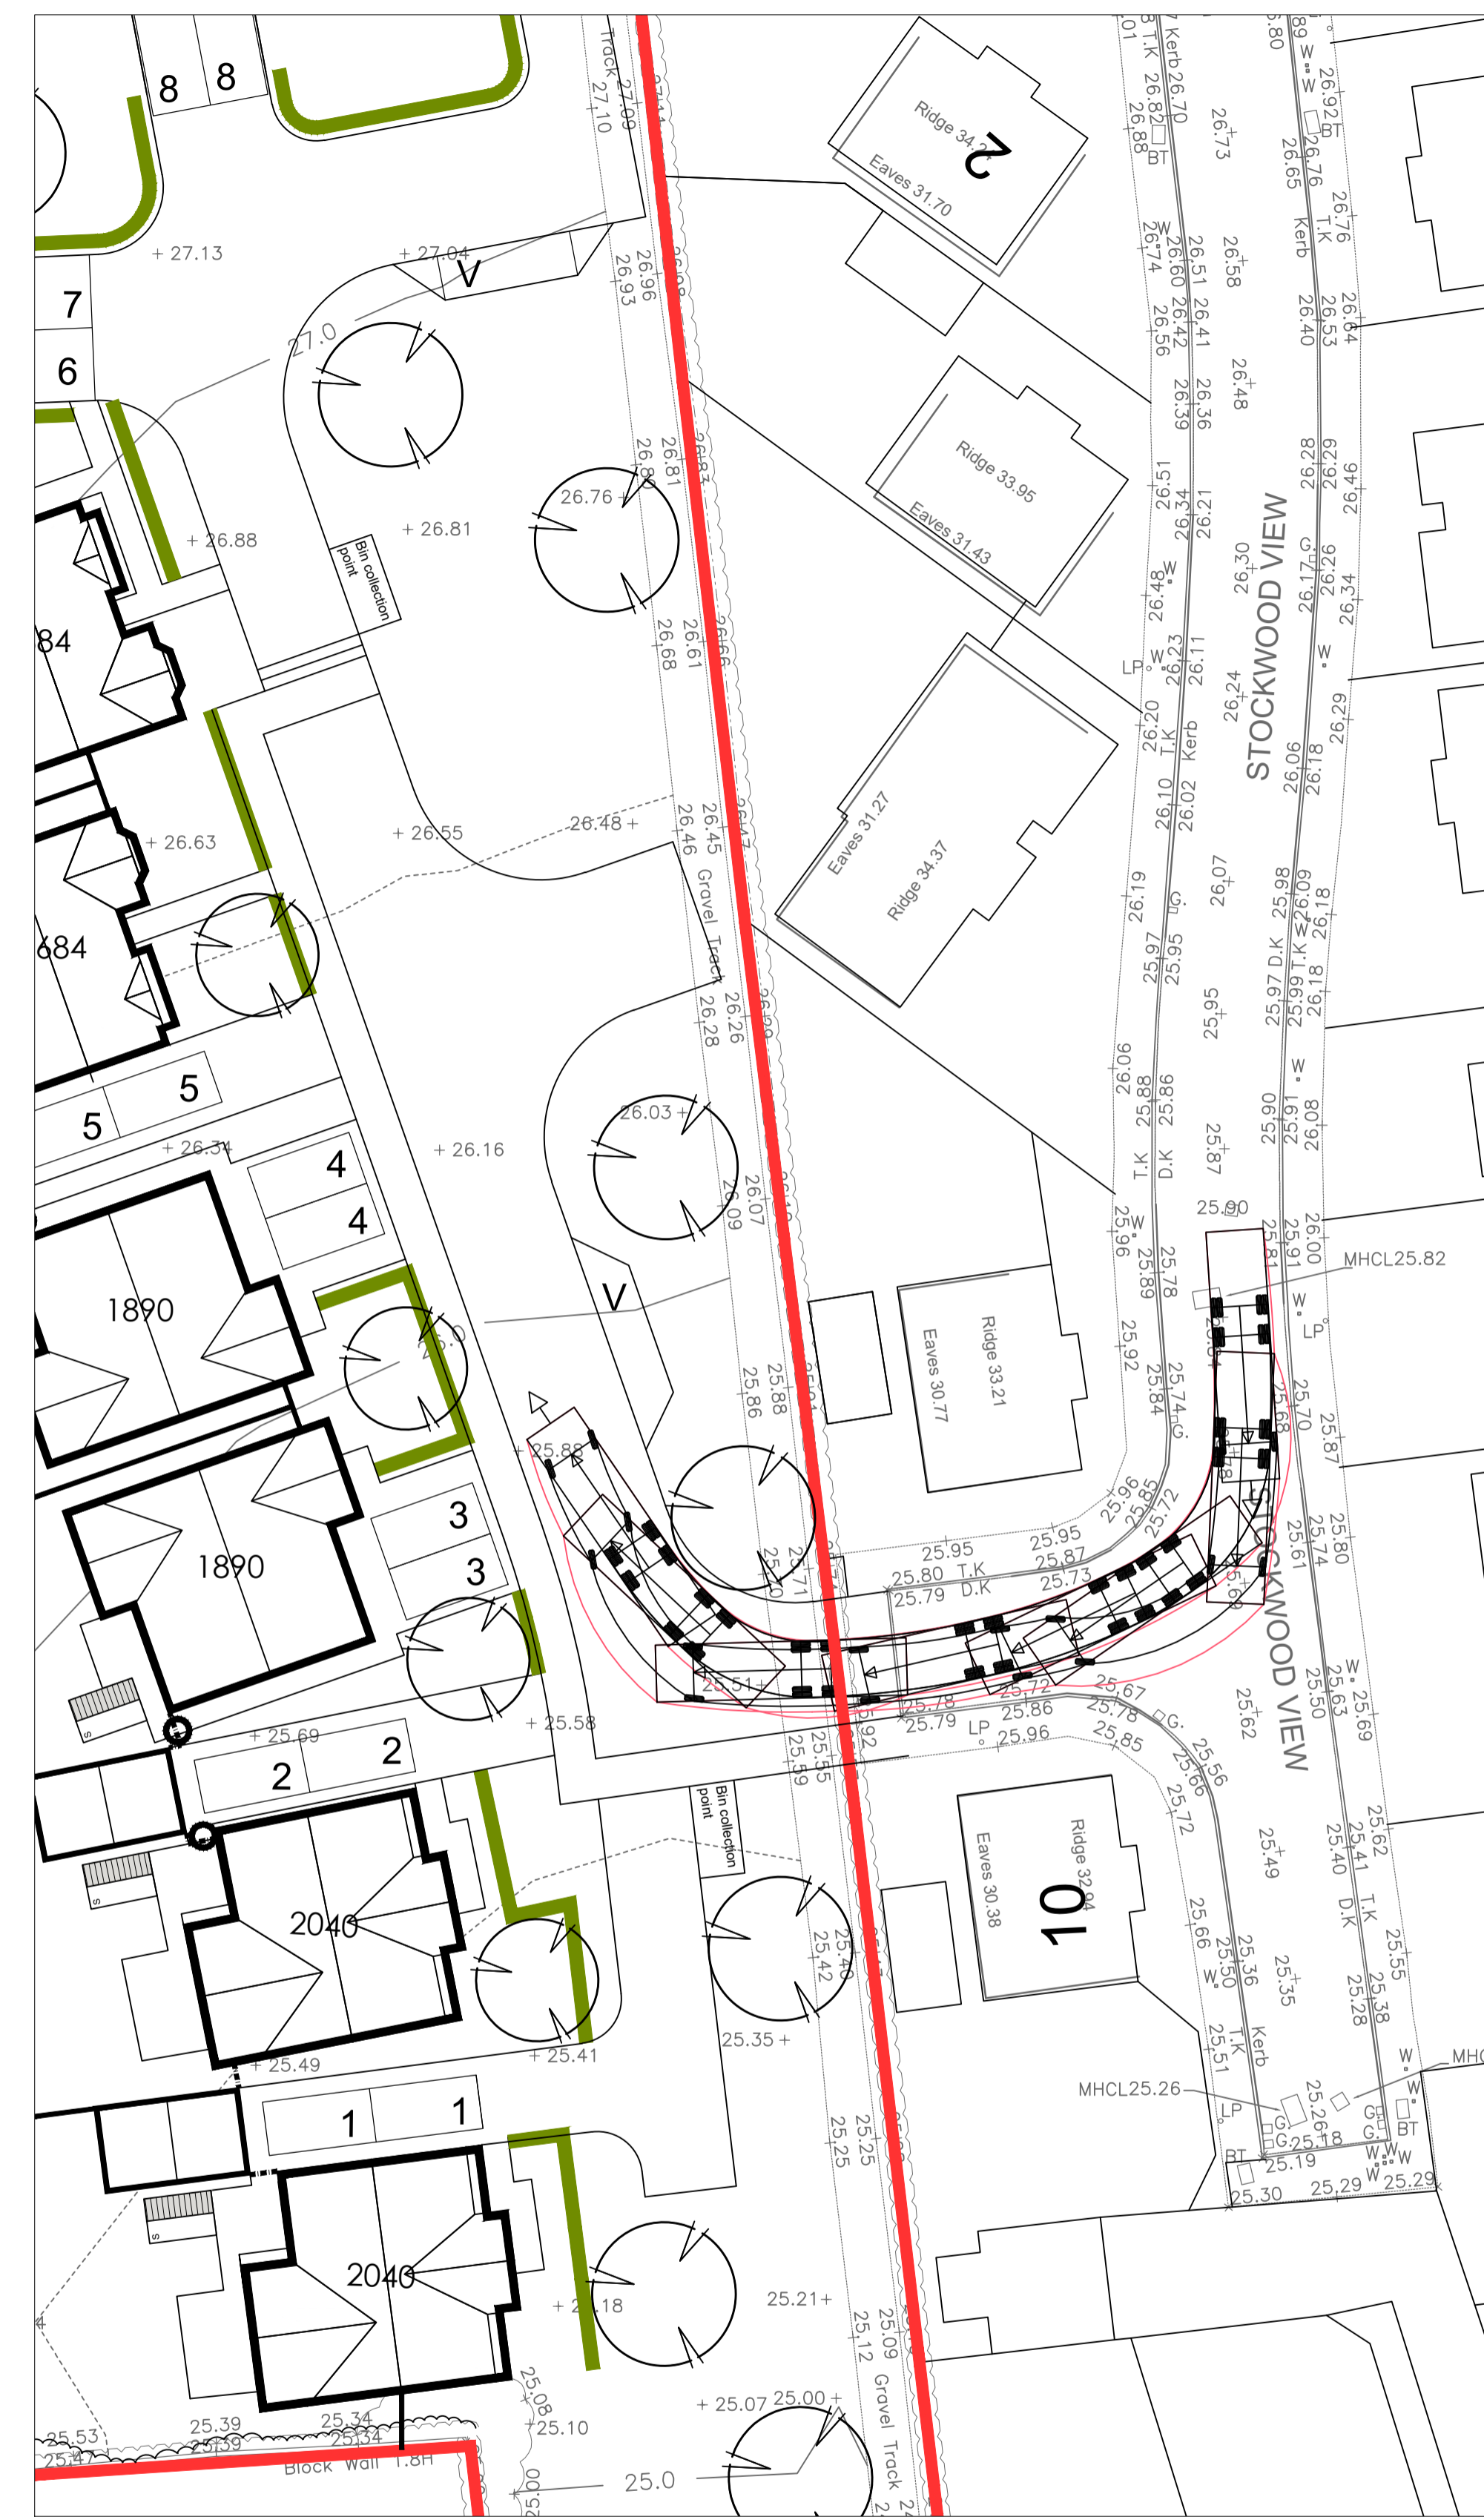 8
8
Track
27.09
27.10
+ 27.13
+ 27.04
V
27.0
26.96
26.93
7
6
Ridge 34.2
Eaves 31.70
2
3 T.K
26.82
26.88
BT
Kerb
26.70
26.73
W
W
26.92
BT
26.76
26.65
Kerb
T.K
26.76
W
26.74
26.60
26.51
26.58
26.42
26.41
26.56
26.40
26.53
26.64
26.39
26.36
26.48
Ridge 33.95
Eaves 31.43
26.76 +
26.81
+ 26.81
+ 26.88
Bin collection
point
26.51
26.34
26.21
26.28
26.29
26.46
26.48
W
26.30
G.
26.17
26.26
26.34
STOCKWOOD VIEW
84
26.68
26.61
LP
W
26.23
26.11
26.24
W
26.29
26.20
T.K
Kerb
26.06
26.18
26.10
26.02
+ 26.63
+ 26.55
26.48 +
26.46
26.45
Gravel Track
Eaves 31.27
Ridge 34.37
26.19
G.
26.07
25.98
26.09
26.18
684
26.28
26.26
25.97
25.95
25.95
25.97 D.K
25.99 T.K
26.18
5
5
+ 26.34
+ 26.16
26.03 +
26.06
25.88
25.86
25.87
W
25.90
25.91
26.08
T.K
D.K
4
4
26.09
26.07
25.96
W
25.89
25.78
25.90
25.81
25.91
26.00
MHCL25.82
1890
V
Eaves 30.77
Ridge 33.21
25.92
25.84
25.74
G.
W
LP
25.68
25.70
25.87
25.86
25.88
+ 25.88
3
3
1890
25.96
25.85
25.72
25.95
25.95
25.80 T.K
25.87
25.79 D.K
25.73
25.71
25.69
25.61
25.74
25.80
STOCKWOOD VIEW
25.51+
25.78
25.72
25.67
25.79
25.86
25.78
LP
25.96
25.85
G.
25.56
25.66
25.72
25.62
25.50
25.63
W
25.69
S
+ 25.69
+ 25.58
25.59
25.55
25.92
2
2
Bin collection
point
Eaves 30.38
Ridge 32.94
10
25.49
25.62
25.41
25.40
T.K
D.K
S
2040
25.42
25.40
25.66
25.50
25.36
W
25.35
25.55
25.38
25.28
25.35 +
+ 25.49
+ 25.41
25.51
T.K
Kerb
W
MHCL25.26
25.26
LP
G.
G.
25.18
G.
G.
W
BT
BT
25.19
W
W
W
25.30
25.29
25.29
1
1
25.25
25.25
S
2040
25.21+
25.12
25.09
Gravel Track
25.08
+25.10
+ 25.07
25.00 +
25.53
25.47
25.39
25.39
25.34
25.34
Block Wall 1.8H
25.00
25.0